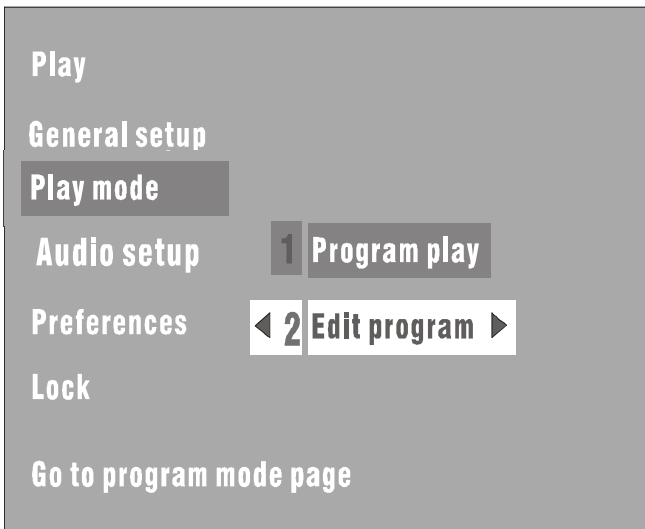 Play
General setup
Play mode
Audio setup
1 Program play
Preferences
2 Edit program
Lock
Go to program mode page